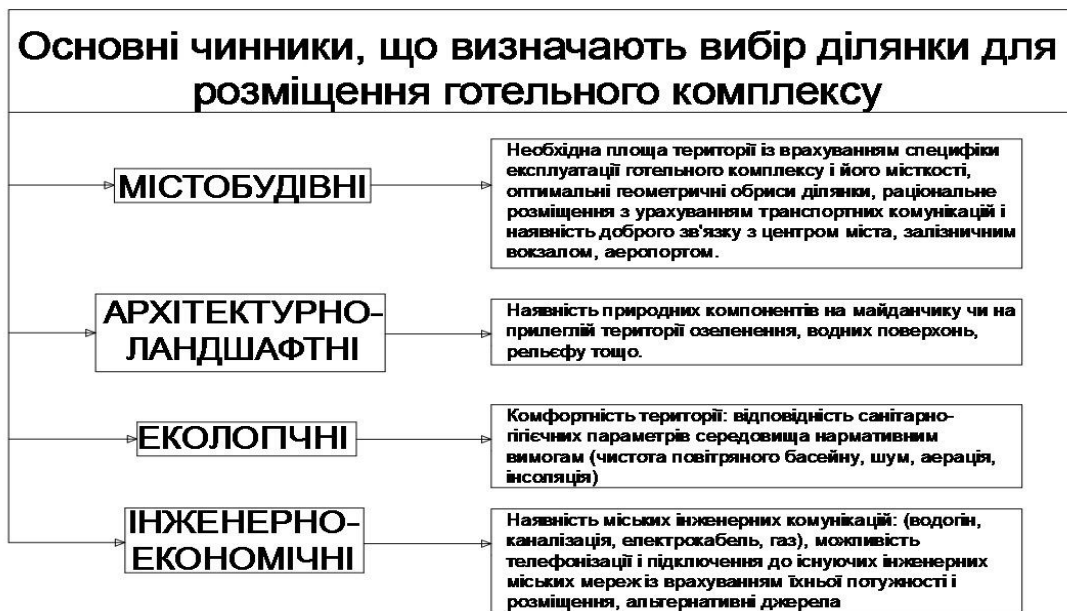 Основні чинники, що визначають вибір ділянки для
розміщення готельного комплексу
МІСТОБУДІВНІ
Необхідна площа території із врахуванням специфіки
експлуатації готельного комплексу і його місткості,
оптимальні геометричні обриси ділянки, раціональне
розміщення з урахуванням транспортних комунікацій і
наявність доброго зв'язку з центром міста, залізничним
вокзалом, аеропортом.
АРХІТЕКТУРНО-
ЛАНДШАФТНІ
Наявність природних компонентів на майданчику чи на
прилеглій території озеленення, водних поверхонь,
рельєфу тощо.
ЕКОЛОГІЧНІ
Комфортність території: відповідність санітарно-
гігієчних параметрів середовища нормативним
вимогам (чистота повітряного басейну, шум, аерація,
інсоляція)
ІНЖЕНЕРНО-
ЕКОНОМІЧНІ
Наявність міських інженерних комунікацій: (водогін,
каналізація, електрокабель, газ), можливість
телефонізації і підключення до існуючих інженерних
міських мереж із врахуванням їхньої потужності і
розміщення, альтернативні джерела